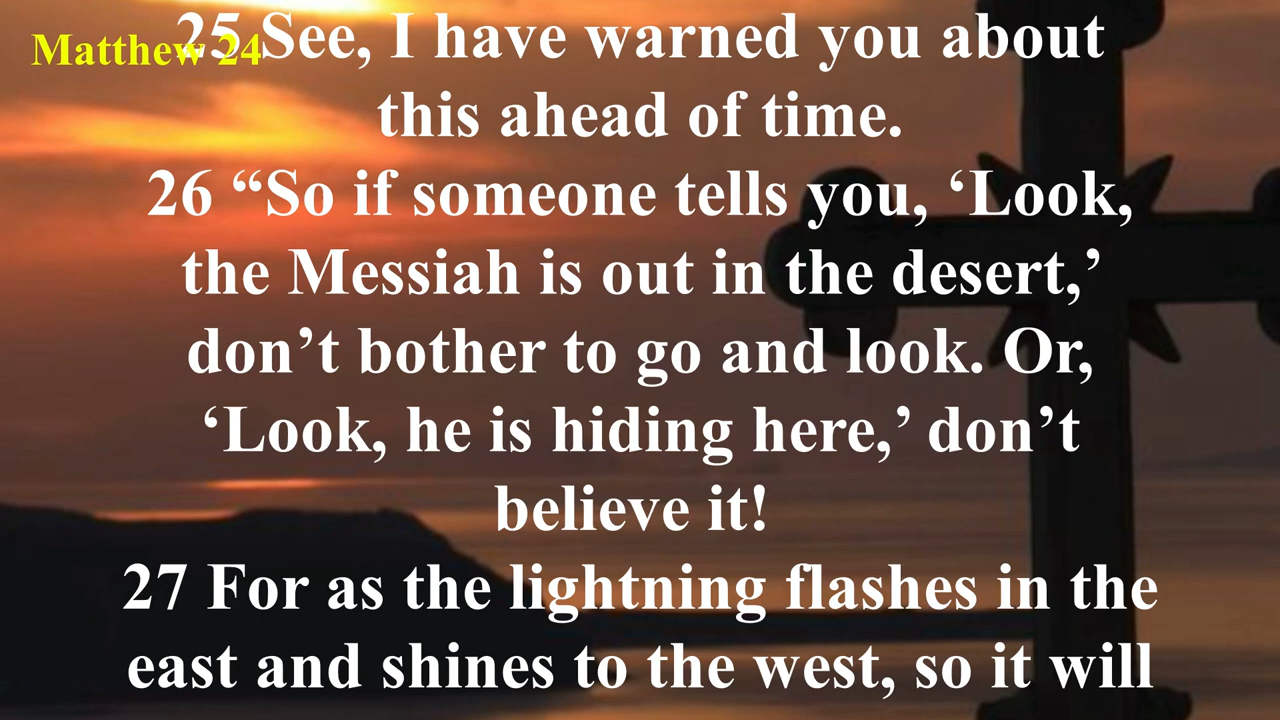 Matthew 24
25 See, I have warned you about
this ahead of time.
26 “So if someone tells you, ‘Look,
the Messiah is out in the desert,’
don’t bother to go and look. Or,
‘Look, he is hiding here,’ don’t
believe it!
27 For as the lightning flashes in the
east and shines to the west, so it will